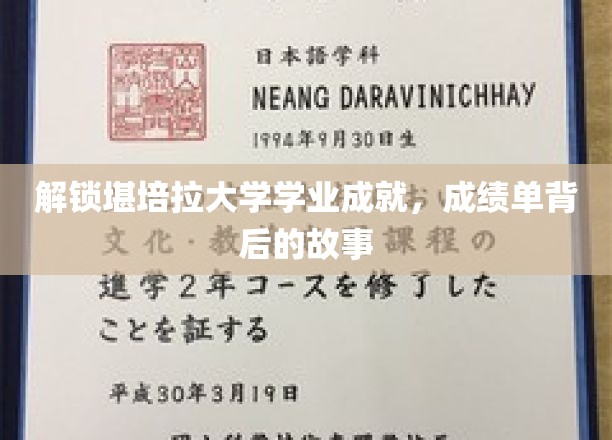 日本語学科
NEANG DARAVINICHHAY
1994年9月30日生
解锁堪培拉大学学业成就，成绩单背
后的故事
文化・教 課程の
進学2年コースを修了した
ことを証する
平成30年3月19日